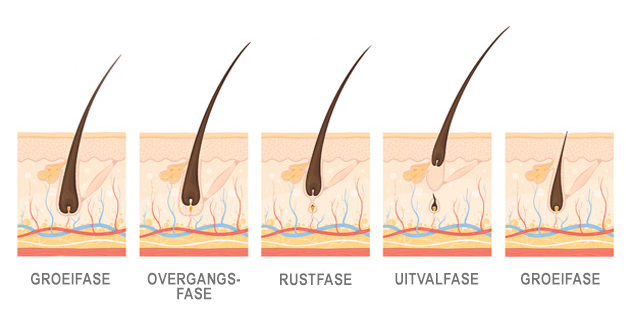 GROEIFASE
OVERGANGS-
FASE
RUSTFASE
UITVALFASE
GROEIFASE